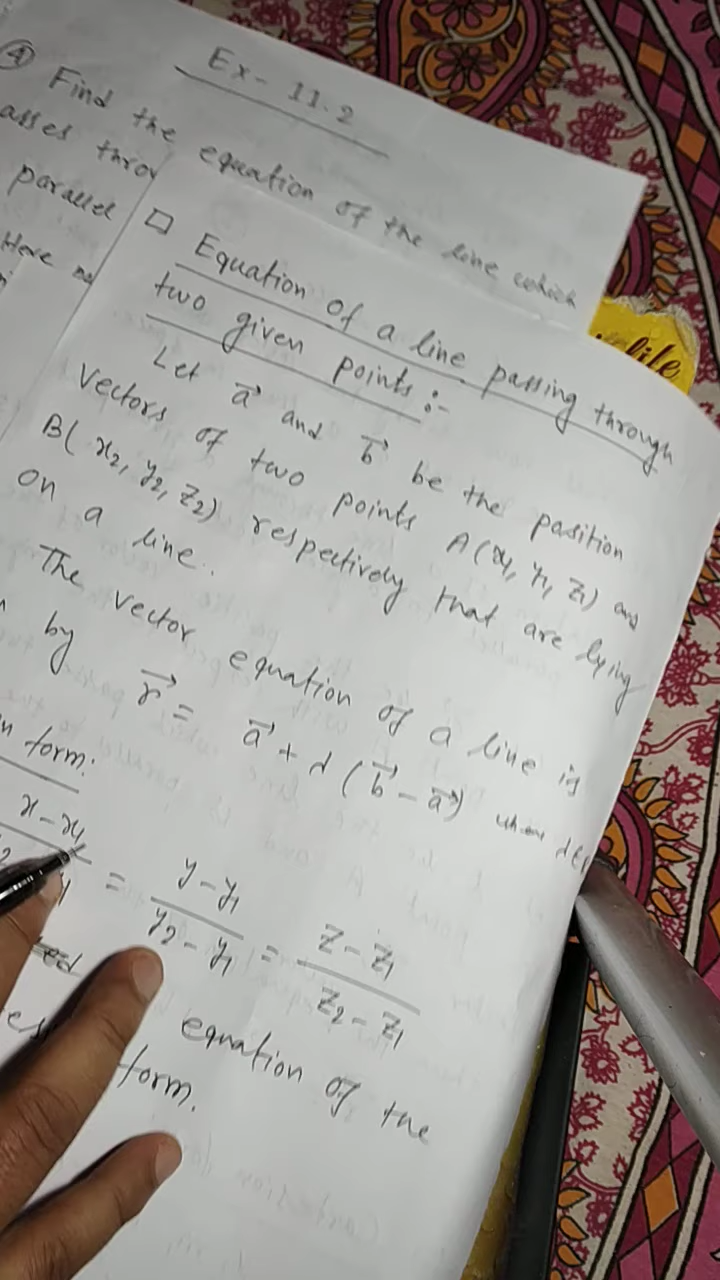 Ex- 11.2
④ Find the equation of the line which
asses throu
parallel
Here
□ Equation of a line passing through
two given points :-
Let a⃗ and b⃗ be the position
vectors of two points A(x₁, y₁, z₁) and
B( x₂, y₂, z₂) respectively that are lying
on a line.
The vector equation of a line is
by r⃗ = a⃗ + λ (b⃗ - a⃗) where
form.
x-x₁ = y-y₁ / y₂-y₁ = z-z₁ / z₂-z₁
equation of the
form.
life